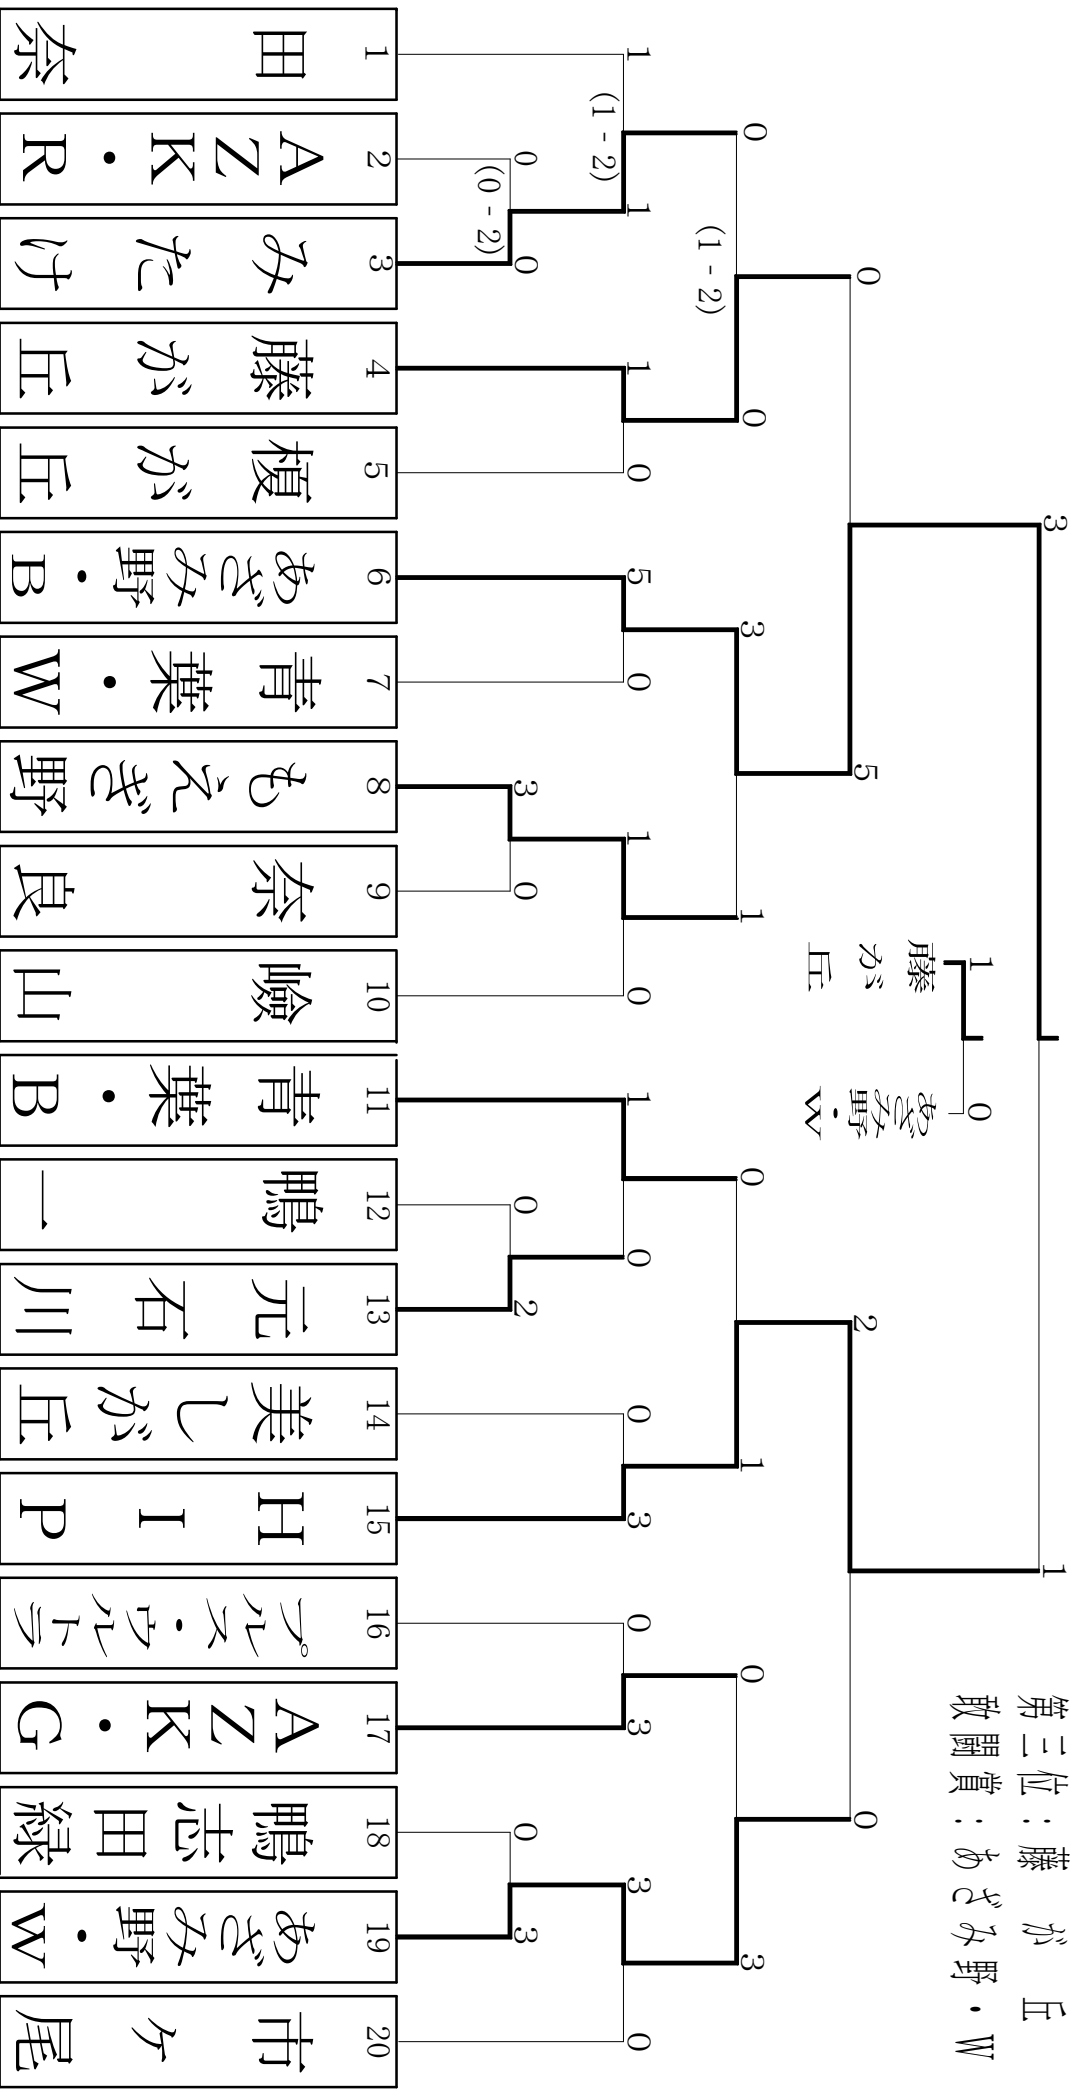 第三位：藤が丘
敢闘賞：あざみ野・W
3
1
1
0
藤が丘
あざみ野・W
0
5
2
0
0
(1 - 2)
0
3
1
0
1
0
3
1
(1 - 2)
1
1
0
5
0
1
0
1
0
0
3
0
3
3
0
0
(0 - 2)
0
3
0
0
2
0
3
1 田奈
2 AZK・R
3 みたけ
4 藤が丘
5 榎が丘
6 あざみ野・B
7 青葉・W
8 もえぎ野
9 奈良
10 嶮山
11 青葉・B
12 鴨一
13 元石川
14 美しが丘
15 HIP
16 プルス・ウルトラ
17 AZK・G
18 鴨志田緑
19 あざみ野・W
20 市ケ尾